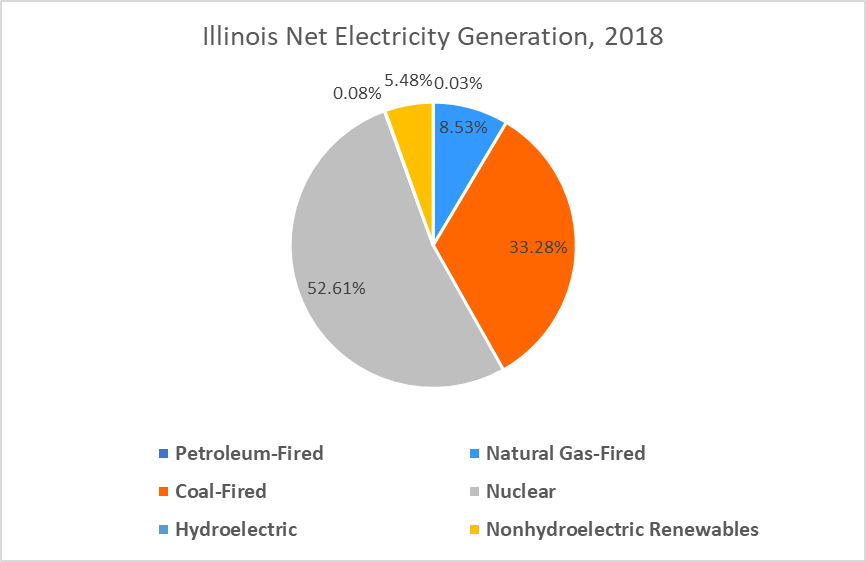 Illinois Net Electricity Generation, 2018
5.48% 0.03%
0.08%
8.53%
33.28%
52.61%
Petroleum-Fired Natural Gas-Fired
Coal-Fired Nuclear
Hydroelectric Nonhydroelectric Renewables